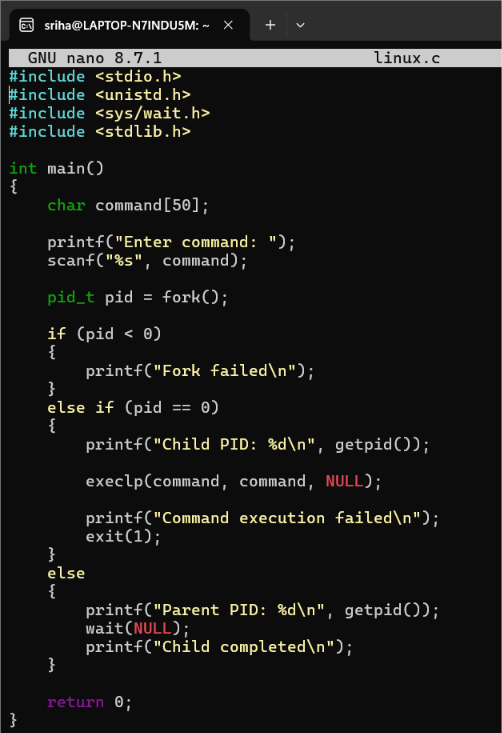 sriha@LAPTOP-N7INDU5M: ~
GNU nano 8.7.1 linux.c
#include <stdio.h>
#include <unistd.h>
#include <sys/wait.h>
#include <stdlib.h>

int main()
{
    char command[50];

    printf("Enter command: ");
    scanf("%s", command);

    pid_t pid = fork();

    if (pid < 0)
    {
        printf("Fork failed\n");
    }
    else if (pid == 0)
    {
        printf("Child PID: %d\n", getpid());

        execlp(command, command, NULL);

        printf("Command execution failed\n");
        exit(1);
    }
    else
    {
        printf("Parent PID: %d\n", getpid());
        wait(NULL);
        printf("Child completed\n");
    }

    return 0;
}